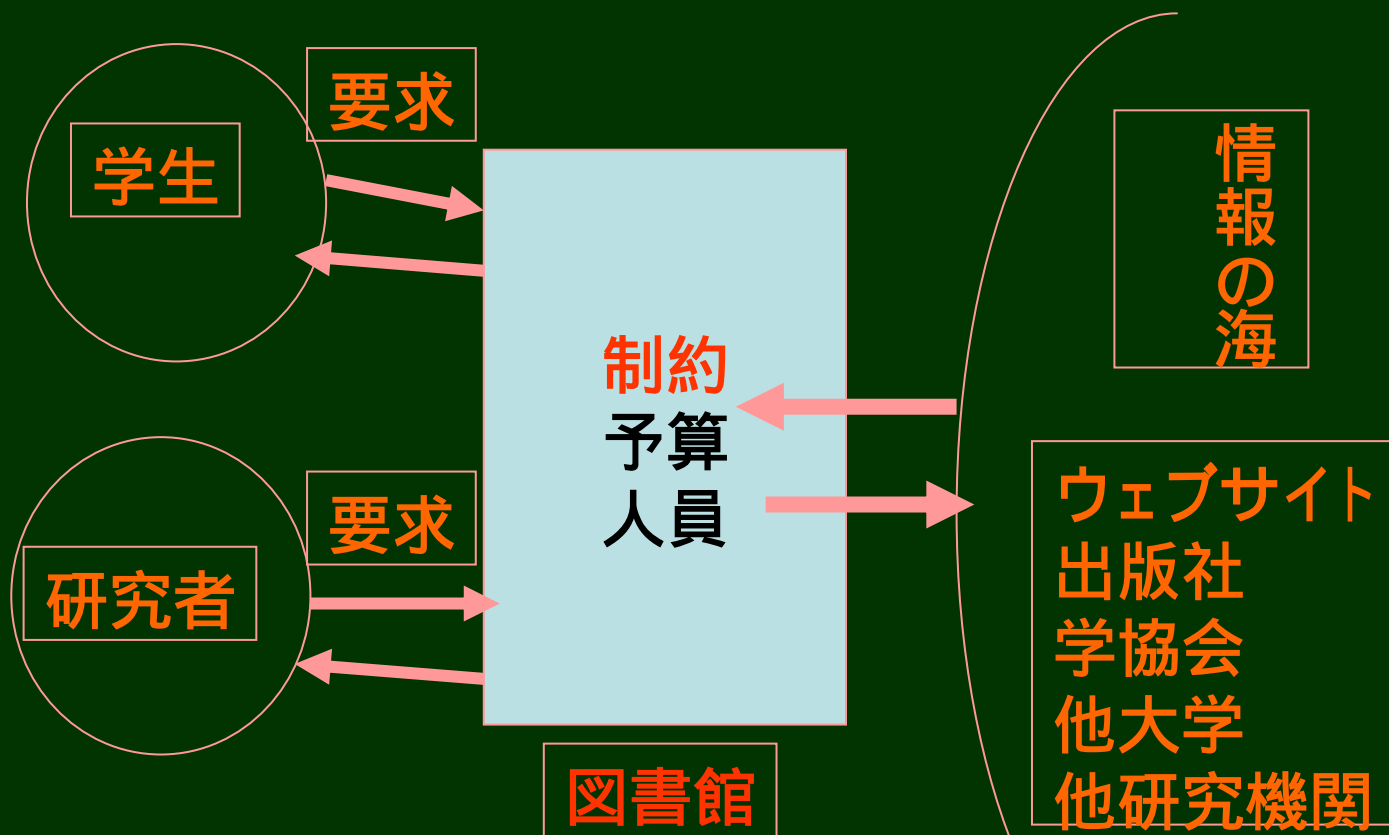 要求
学生
要求
研究者
制約
予算
人員
図書館
情報の海
ウェブサイト
出版社
学協会
他大学
他研究機関